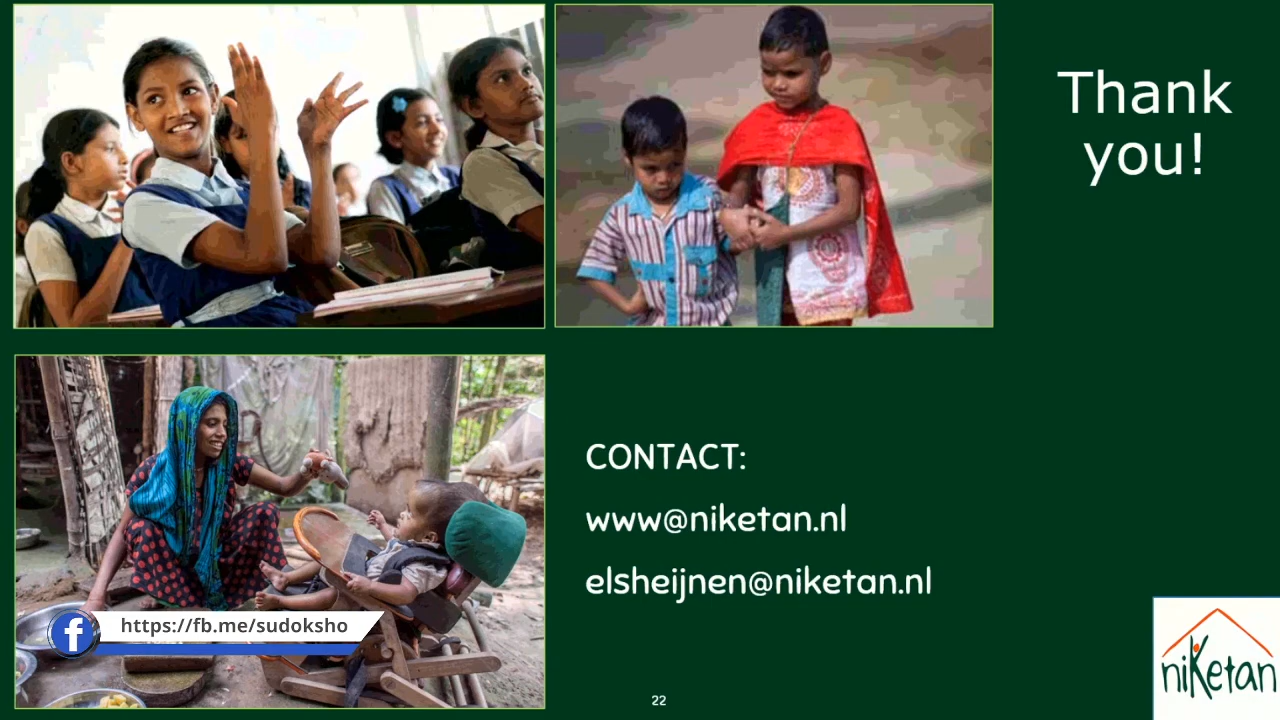 Thank
you!
CONTACT:
www@niketan.nl
elsheijnen@niketan.nl
f https://fb.me/sudoksho
22
niketan